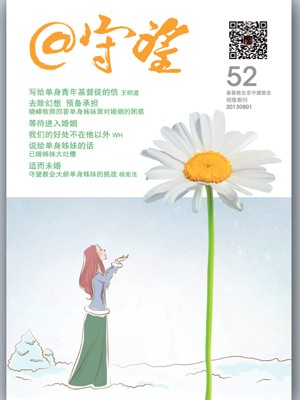 @守望
52
基督教北京守望教会
网络期刊
20130801
写给单身青年基督徒的信 王明道
去除幻想 预备承担
晓峰牧师回答单身姊妹面对婚姻的困惑
等待进入婚姻
我们的好处不在他以外 WH
说给单身姊妹的话
已婚姊妹大吐槽
适而未婚
守望教会大龄单身姊妹的挑战 杨奕注